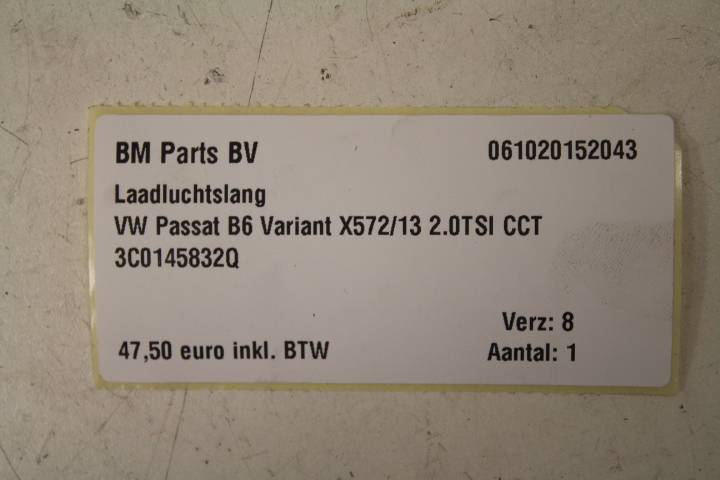 BM Parts BV 061020152043
Laadluchtslang
VW Passat B6 Variant X572/13 2.0TSI CCT
3C0145832Q
Verz: 8
47,50 euro inkl. BTW Aantal: 1